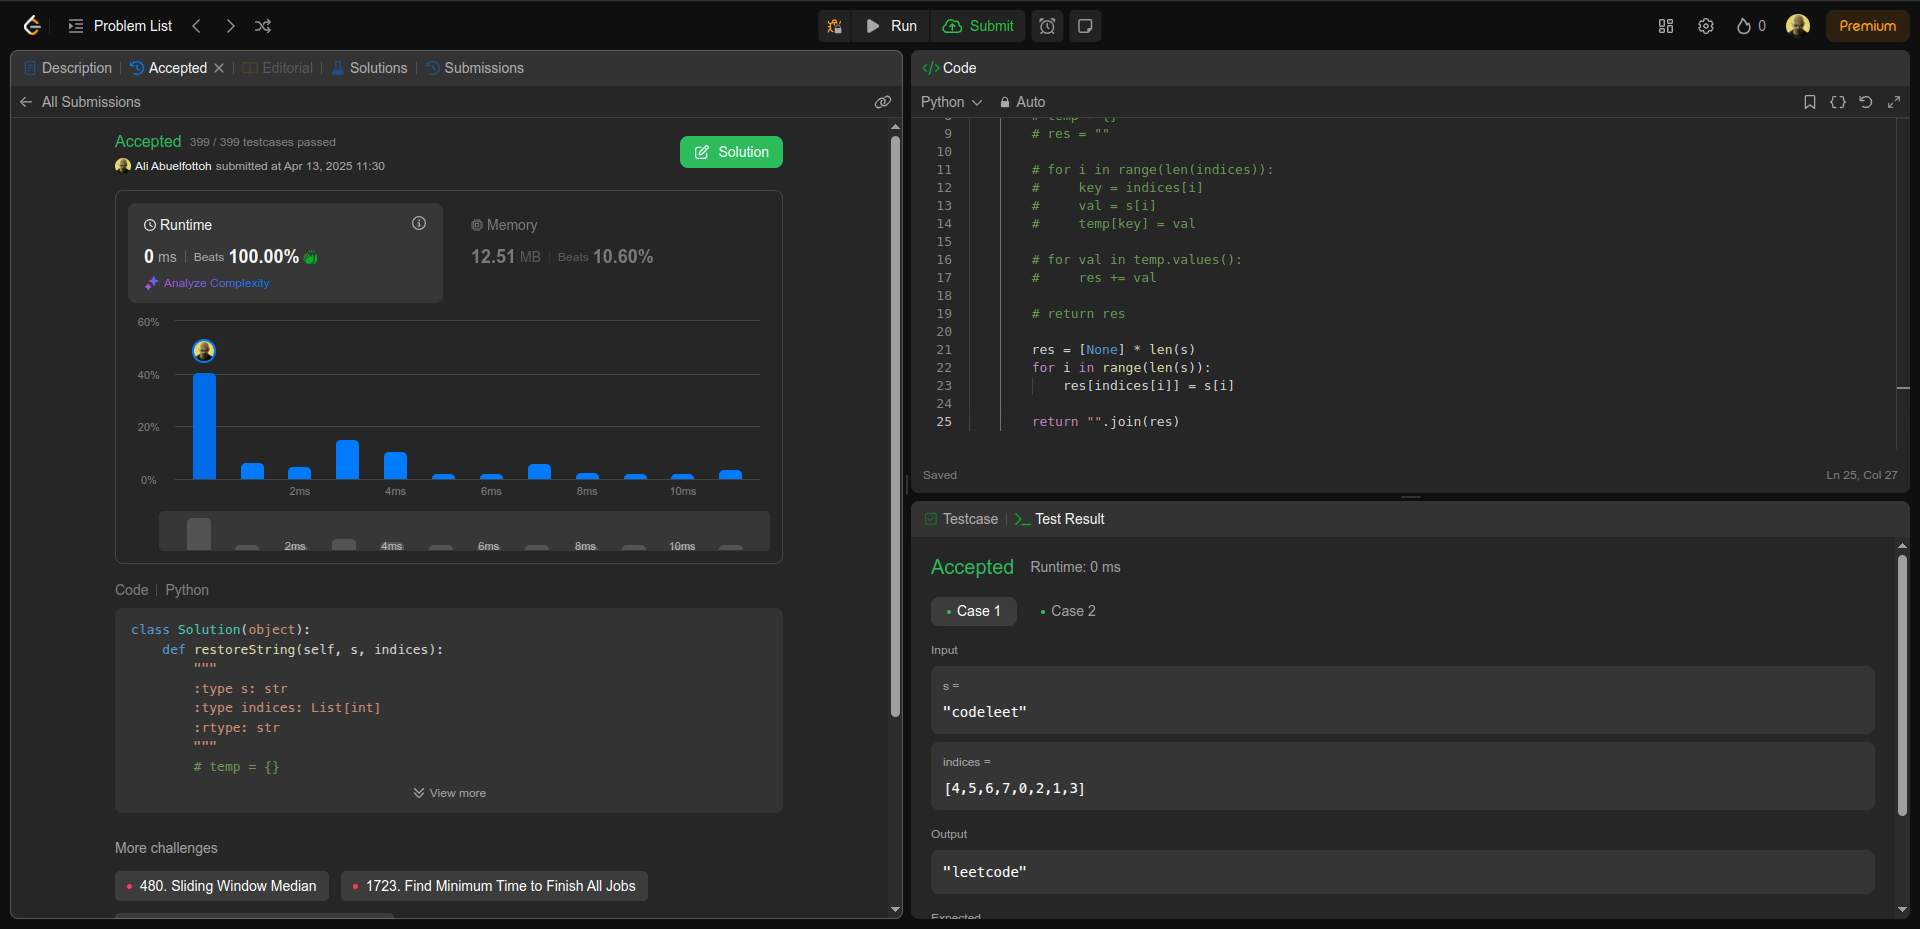 Problem List
Run
Submit
0
Premium
Description
Accepted
Editorial
Solutions
Submissions
All Submissions
Accepted 399 / 399 testcases passed
Ali Abuelfottoh submitted at Apr 13, 2025 11:30
Solution
Runtime
0 ms | Beats 100.00%
Analyze Complexity
Memory
12.51 MB | Beats 10.60%
60%
40%
20%
0%
2ms 4ms 6ms 8ms 10ms
2ms 4ms 6ms 8ms 10ms
Code | Python
class Solution(object):
    def restoreString(self, s, indices):
        """
        :type s: str
        :type indices: List[int]
        :rtype: str
        """
        # temp = {}
View more
More challenges
480. Sliding Window Median
1723. Find Minimum Time to Finish All Jobs
</> Code
Python
Auto
8 # temp = {}
9 # res = ""
10
11 # for i in range(len(indices)):
12 #     key = indices[i]
13 #     val = s[i]
14 #     temp[key] = val
15
16 # for val in temp.values():
17 #     res += val
18
19 # return res
20
21 res = [None] * len(s)
22 for i in range(len(s)):
23     res[indices[i]] = s[i]
24
25 return "".join(res)
Saved
Ln 25, Col 27
Testcase
Test Result
Accepted Runtime: 0 ms
Case 1
Case 2
Input
s =
"codeleet"
indices =
[4,5,6,7,0,2,1,3]
Output
"leetcode"
Expected